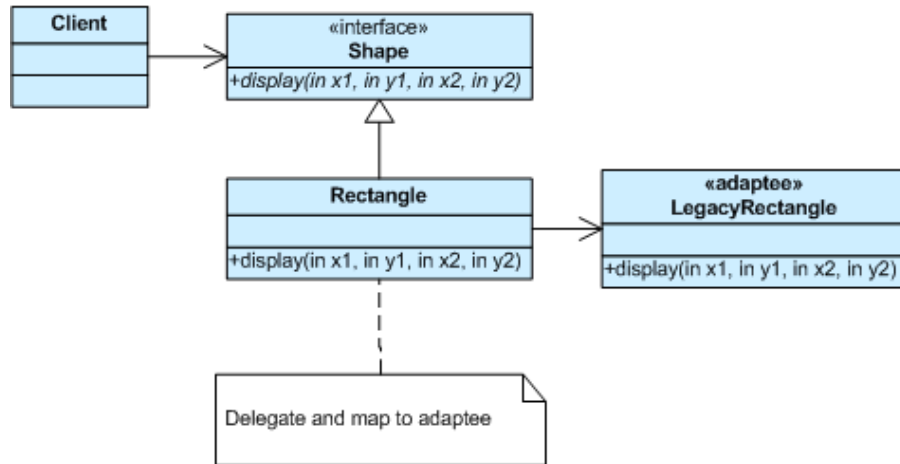 Client
«interface»
Shape
+display(in x1, in y1, in x2, in y2)
Rectangle
+display(in x1, in y1, in x2, in y2)
«adaptee»
LegacyRectangle
+display(in x1, in y1, in x2, in y2)
Delegate and map to adaptee